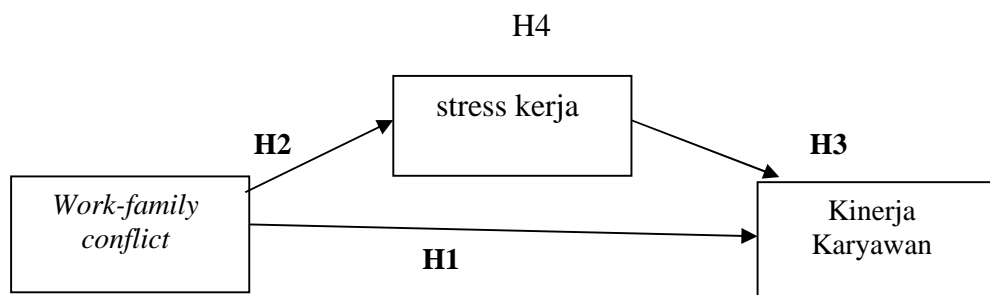 H4
stress kerja
H2
H3
Work-family
conflict
Kinerja
Karyawan
H1